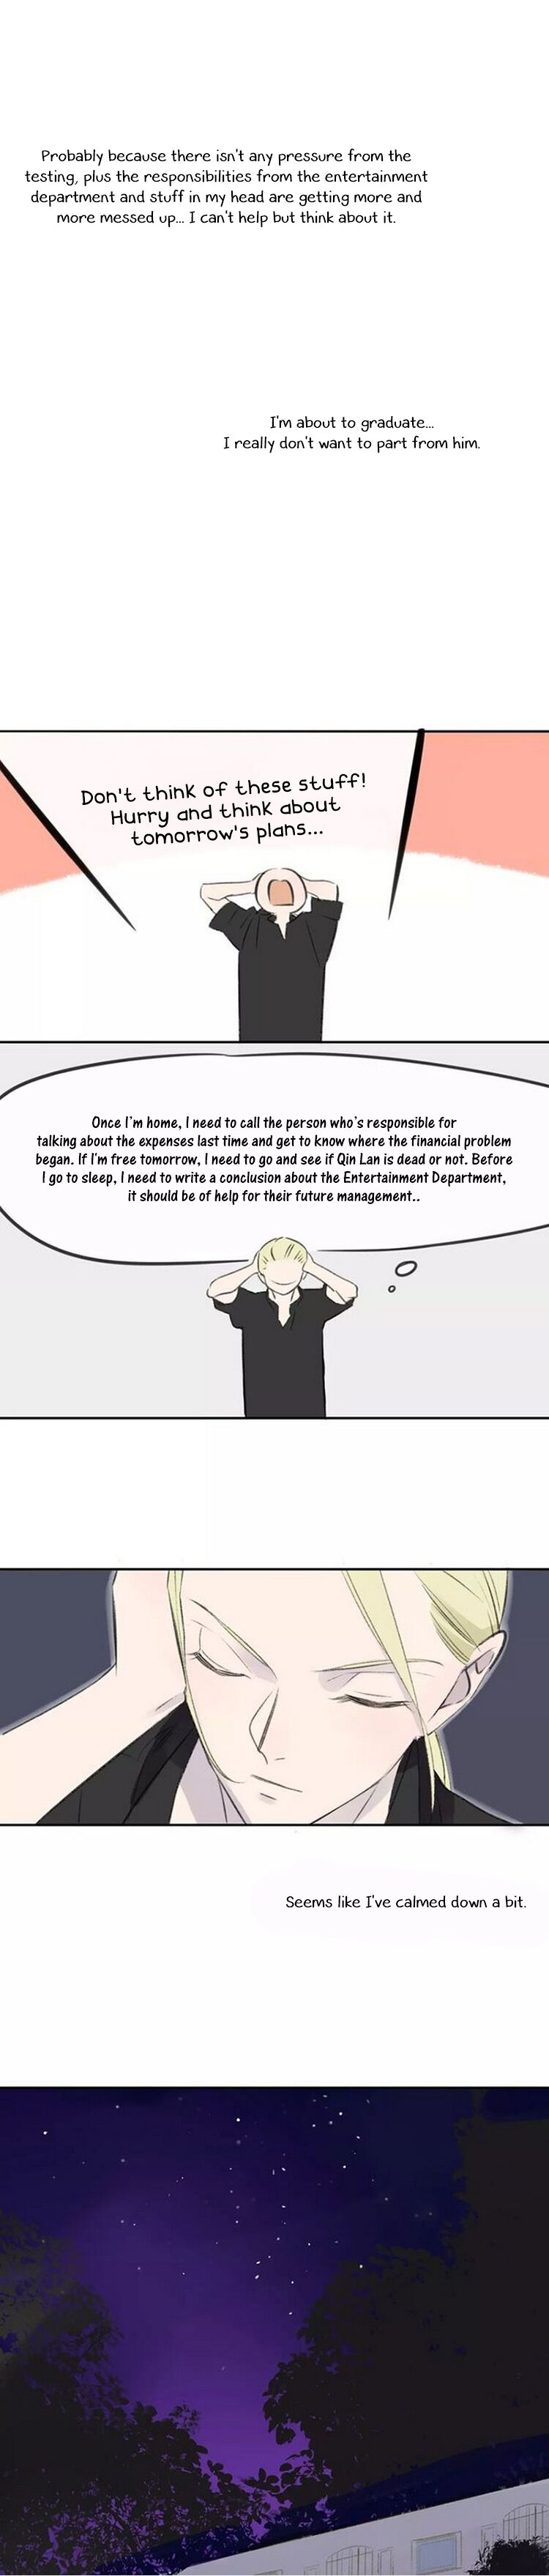 Probably because there isn't any pressure from the
testing, plus the responsibilities from the entertainment
department and stuff in my head are getting more and
more messed up... I can't help but think about it.
I'm about to graduate...
I really don't want to part from him.
Don't think of these stuff!
Hurry and think about
tomorrow's plans...
Once I'm home, I need to call the person who's responsible for
talking about the expenses last time and get to know where the financial problem
began. If I'm free tomorrow, I need to go and see if Qin Lan is dead or not. Before
I go to sleep, I need to write a conclusion about the Entertainment Department,
it should be of help for their future management..
Seems like I've calmed down a bit.